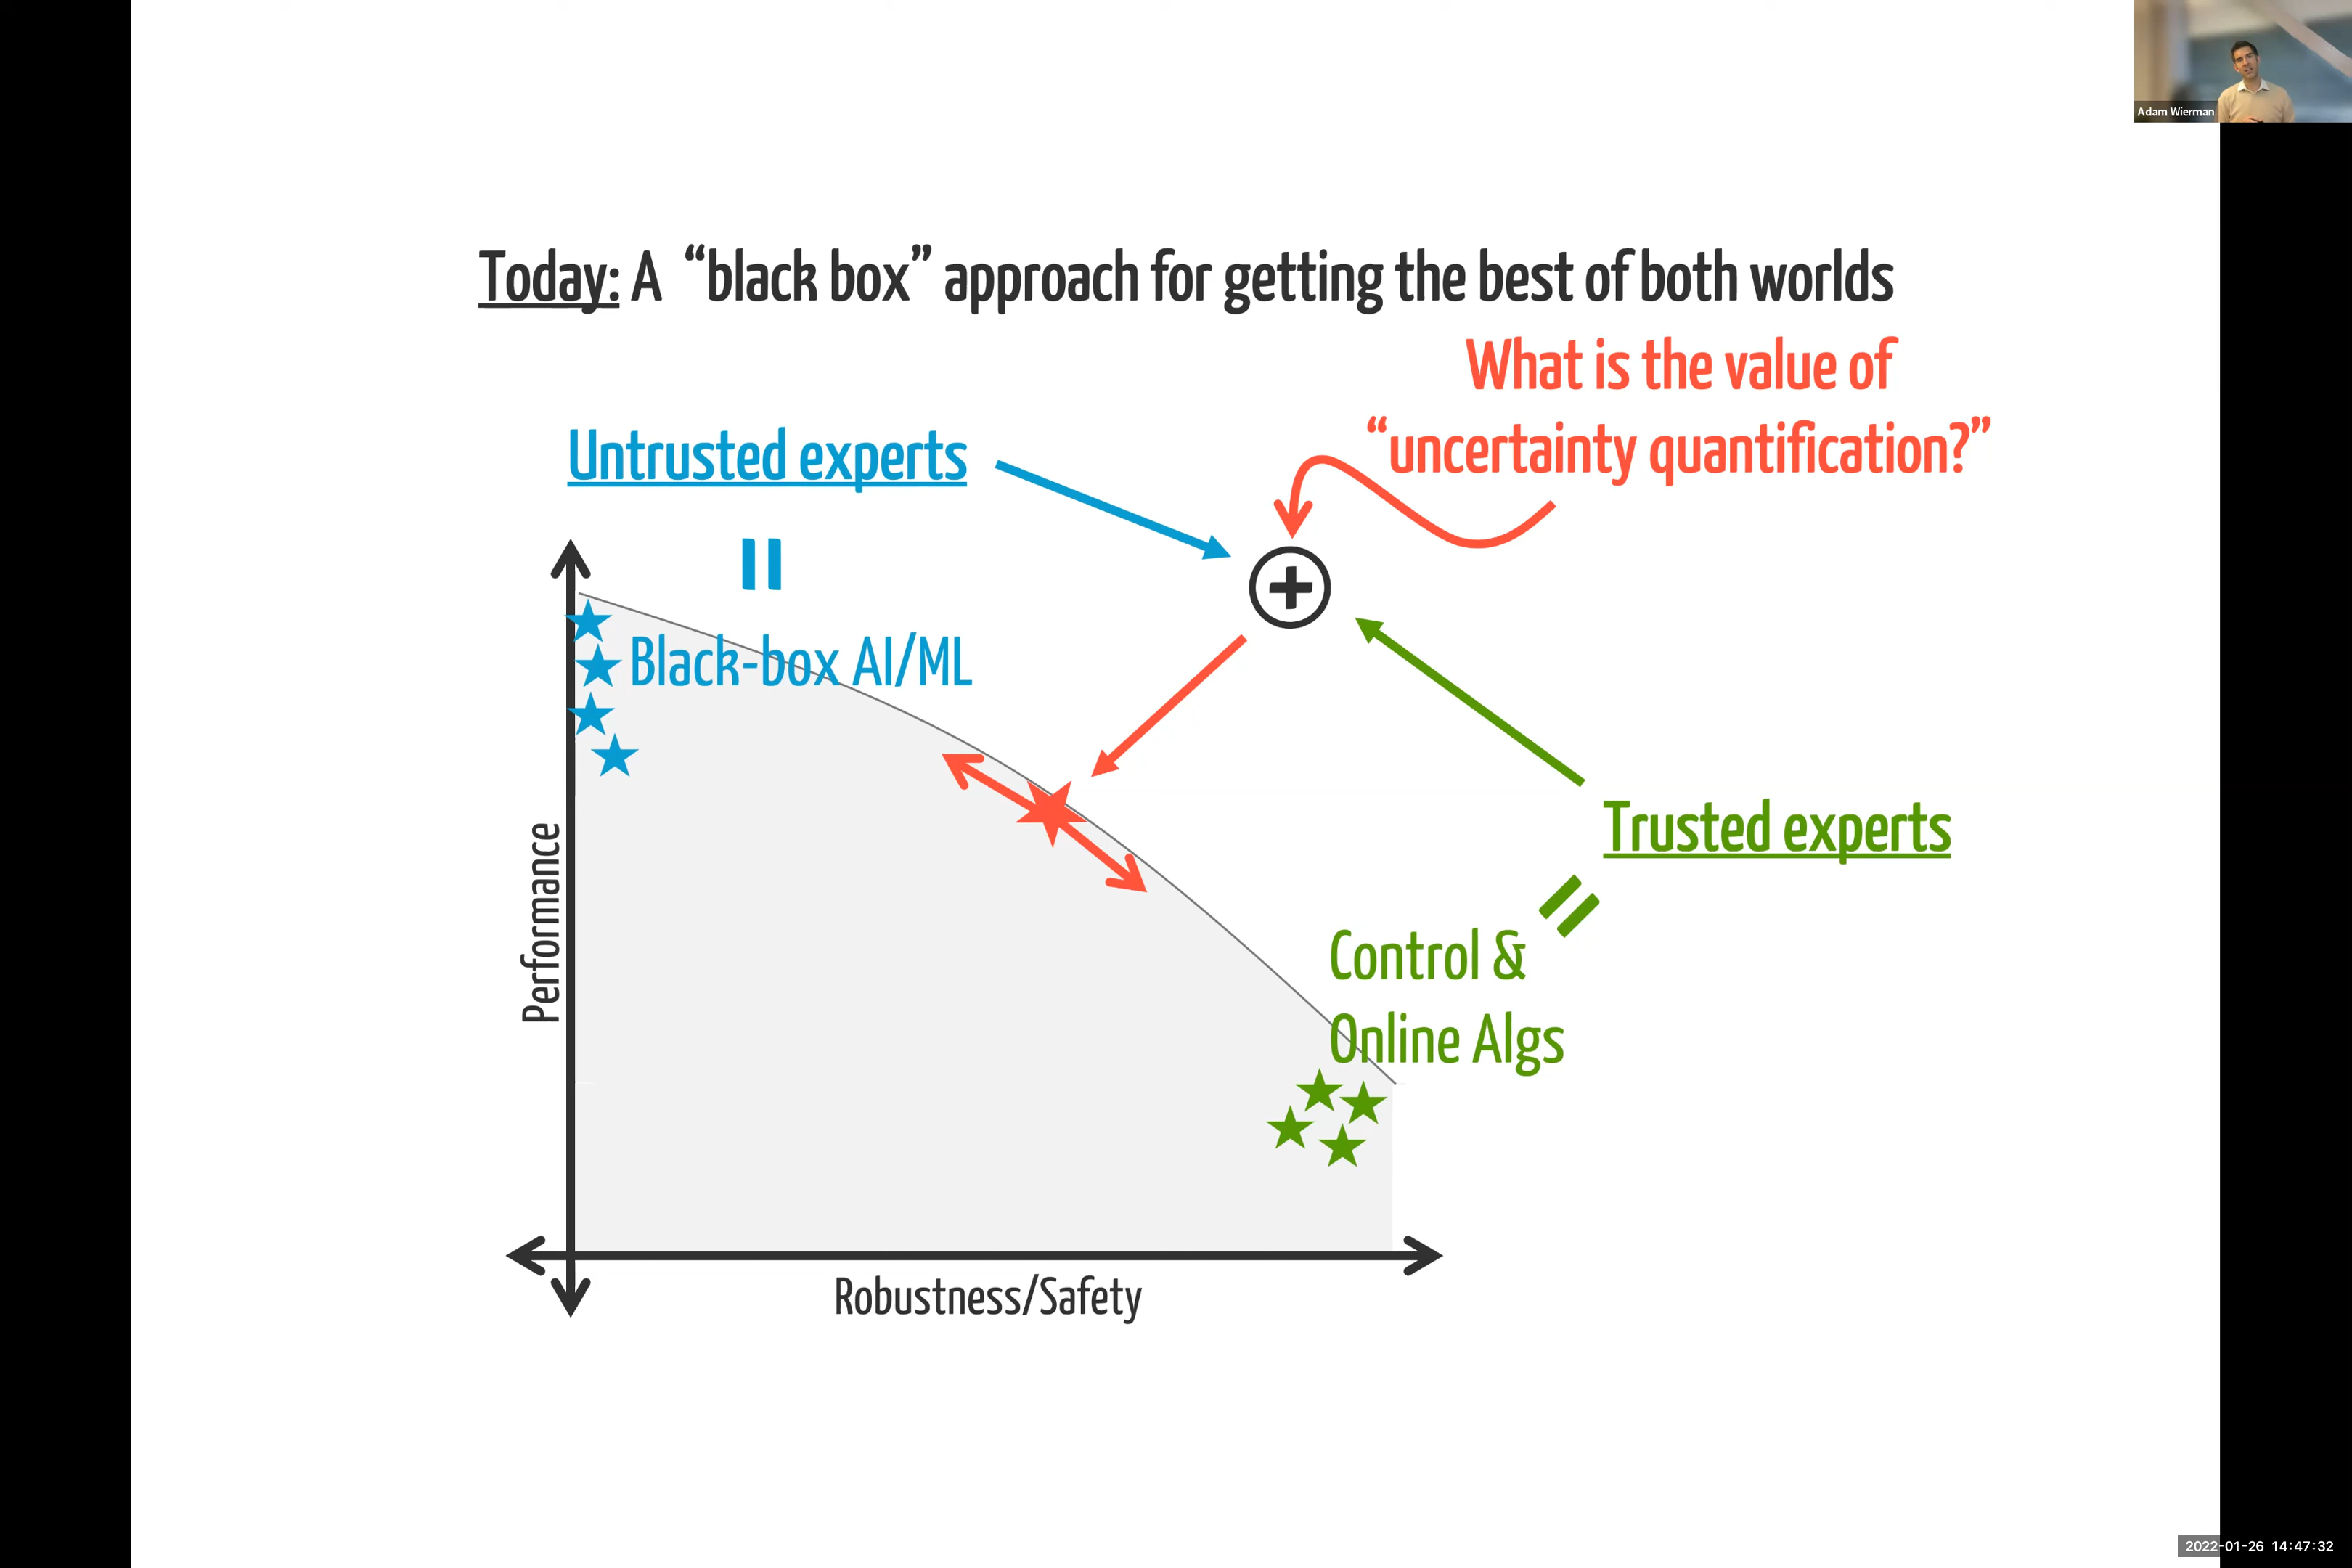 Adam Wierman
Today: A “black box” approach for getting the best of both worlds
What is the value of
“uncertainty quantification?”
Untrusted experts
Black-box AI/ML
Trusted experts
Control &
Online Algs
Performance
Robustness/Safety
2022-01-26 14:47:32